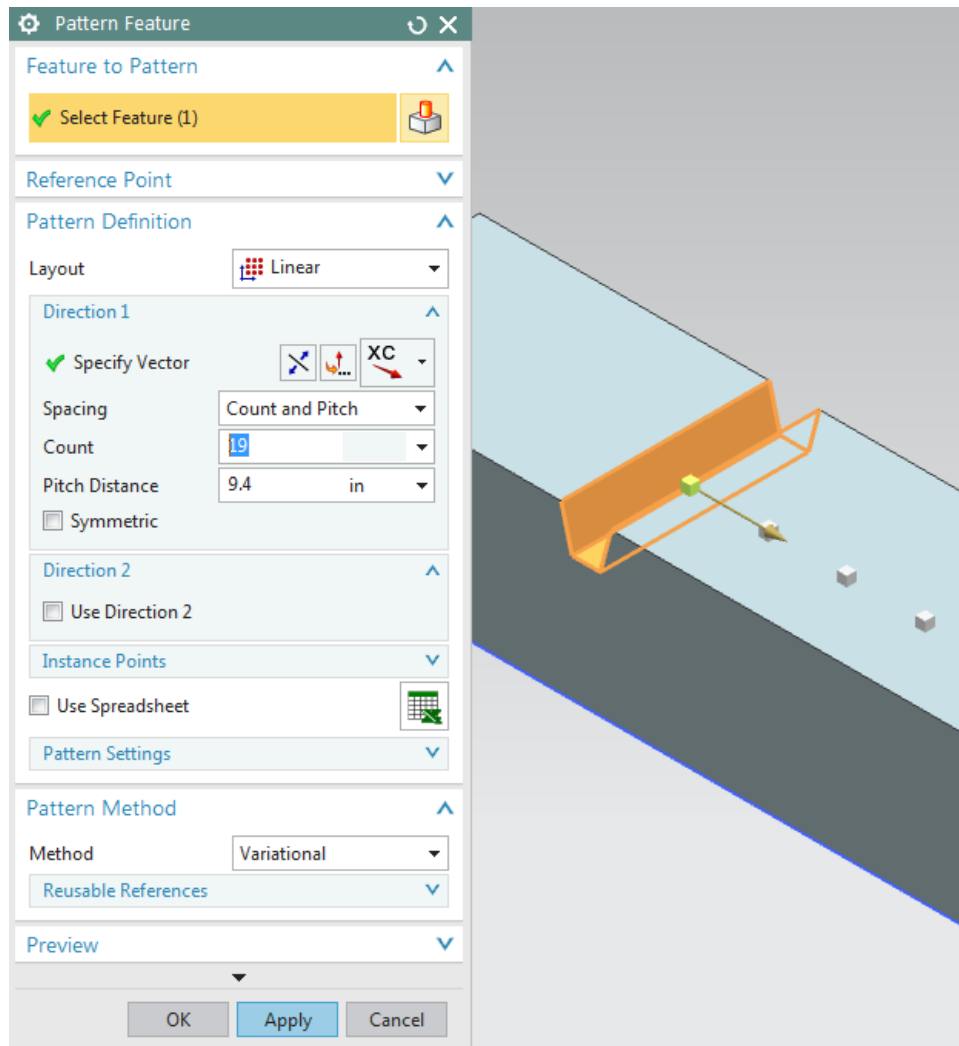 Pattern Feature
Feature to Pattern
Select Feature (1)
Reference Point
Pattern Definition
Layout Linear
Direction 1
Specify Vector XC
Spacing Count and Pitch
Count 19
Pitch Distance 9.4 in
Symmetric
Direction 2
Use Direction 2
Instance Points
Use Spreadsheet
Pattern Settings
Pattern Method
Method Variational
Reusable References
Preview
OK Apply Cancel